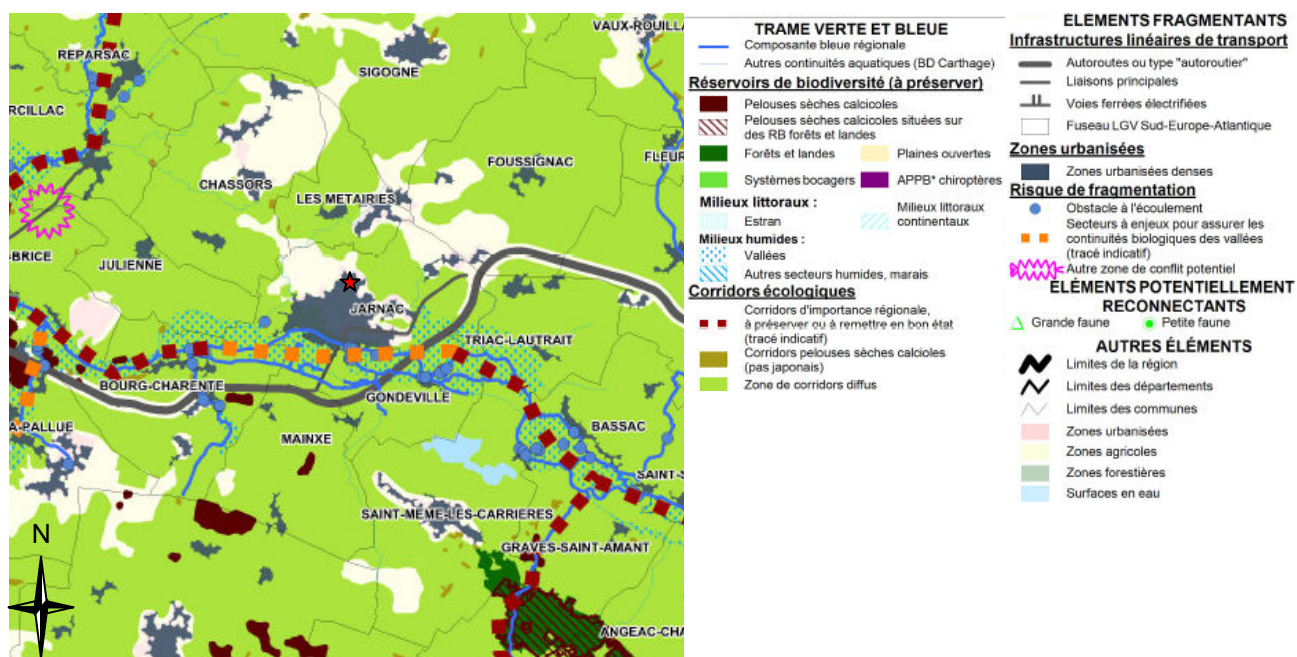 VAUX-ROUILLA
REPARSAC
SIGOGNE
RCILLAC
FOUSSIGNAC
FLEUR
CHASSORS
LES METAIRIES
-BRICE
JULIENNE
JARNAC
TRIAC-LAUTRAIT
BOURG-CHARENTE
GONDEVILLE
A-PALLUE
MAINXE
BASSAC
SAINT-S
SAINT-MEME-LES-CARRIERES
N
GRAVES-SAINT-AMANT
ANGEAC-CHA
TRAME VERTE ET BLEUE
Composante bleue régionale
Autres continuités aquatiques (BD Carthage)
Réservoirs de biodiversité (à préserver)
Pelouses sèches calcicoles
Pelouses sèches calcicoles situées sur
des RB forêts et landes
Forêts et landes
Plaines ouvertes
Systèmes bocagers
APPB* chiroptères
Milieux littoraux :
Estran
Milieux littoraux
continentaux
Milieux humides :
Vallées
Autres secteurs humides, marais
Corridors écologiques
Corridors d'importance régionale,
à préserver ou à remettre en bon état
(tracé indicatif)
Corridors pelouses sèches calcioles
(pas japonais)
Zone de corridors diffus
ÉLÉMENTS FRAGMENTANTS
Infrastructures linéaires de transport
Autoroutes ou type "autoroutier"
Liaisons principales
Voies ferrées électrifiées
Fuseau LGV Sud-Europe-Atlantique
Zones urbanisées
Zones urbanisées denses
Risque de fragmentation
Obstacle à l'écoulement
Secteurs à enjeux pour assurer les
continuités biologiques des vallées
(tracé indicatif)
Autre zone de conflit potentiel
ÉLÉMENTS POTENTIELLEMENT
RECONNECTANTS
Grande faune
Petite faune
AUTRES ÉLÉMENTS
Limites de la région
Limites des départements
Limites des communes
Zones urbanisées
Zones agricoles
Zones forestières
Surfaces en eau